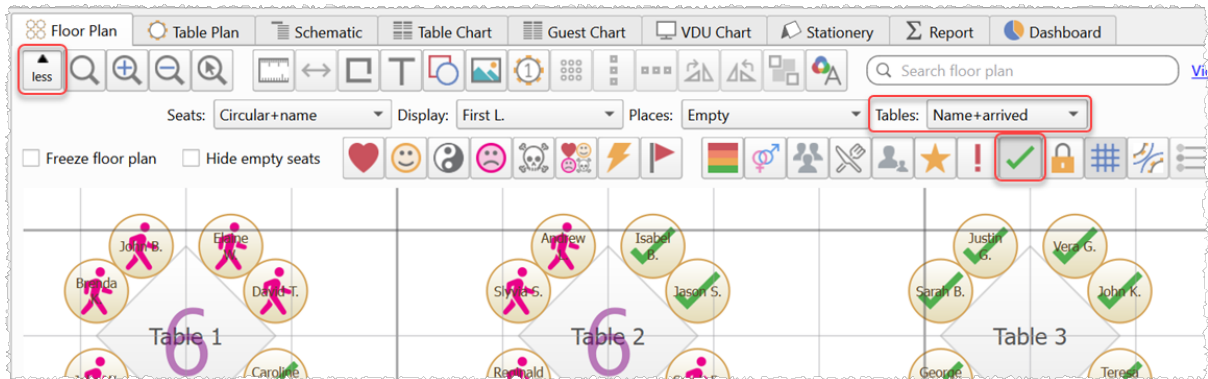 Floor Plan Table Plan Schematic Table Chart Guest Chart VDU Chart Stationery Report Dashboard
less 1 Search floor plan
Seats: Circular+name Display: First L. Places: Empty Tables: Name+arrived
Freeze floor plan Hide empty seats
John B. Elaine Andrew Isabel B. Justin G. Vera G.
Brenda David T. Sylvia S. Jason S. Sarah B. John K.
Table 1 6 Table 2 6 Table 3
Caroline Reginald George Teresa